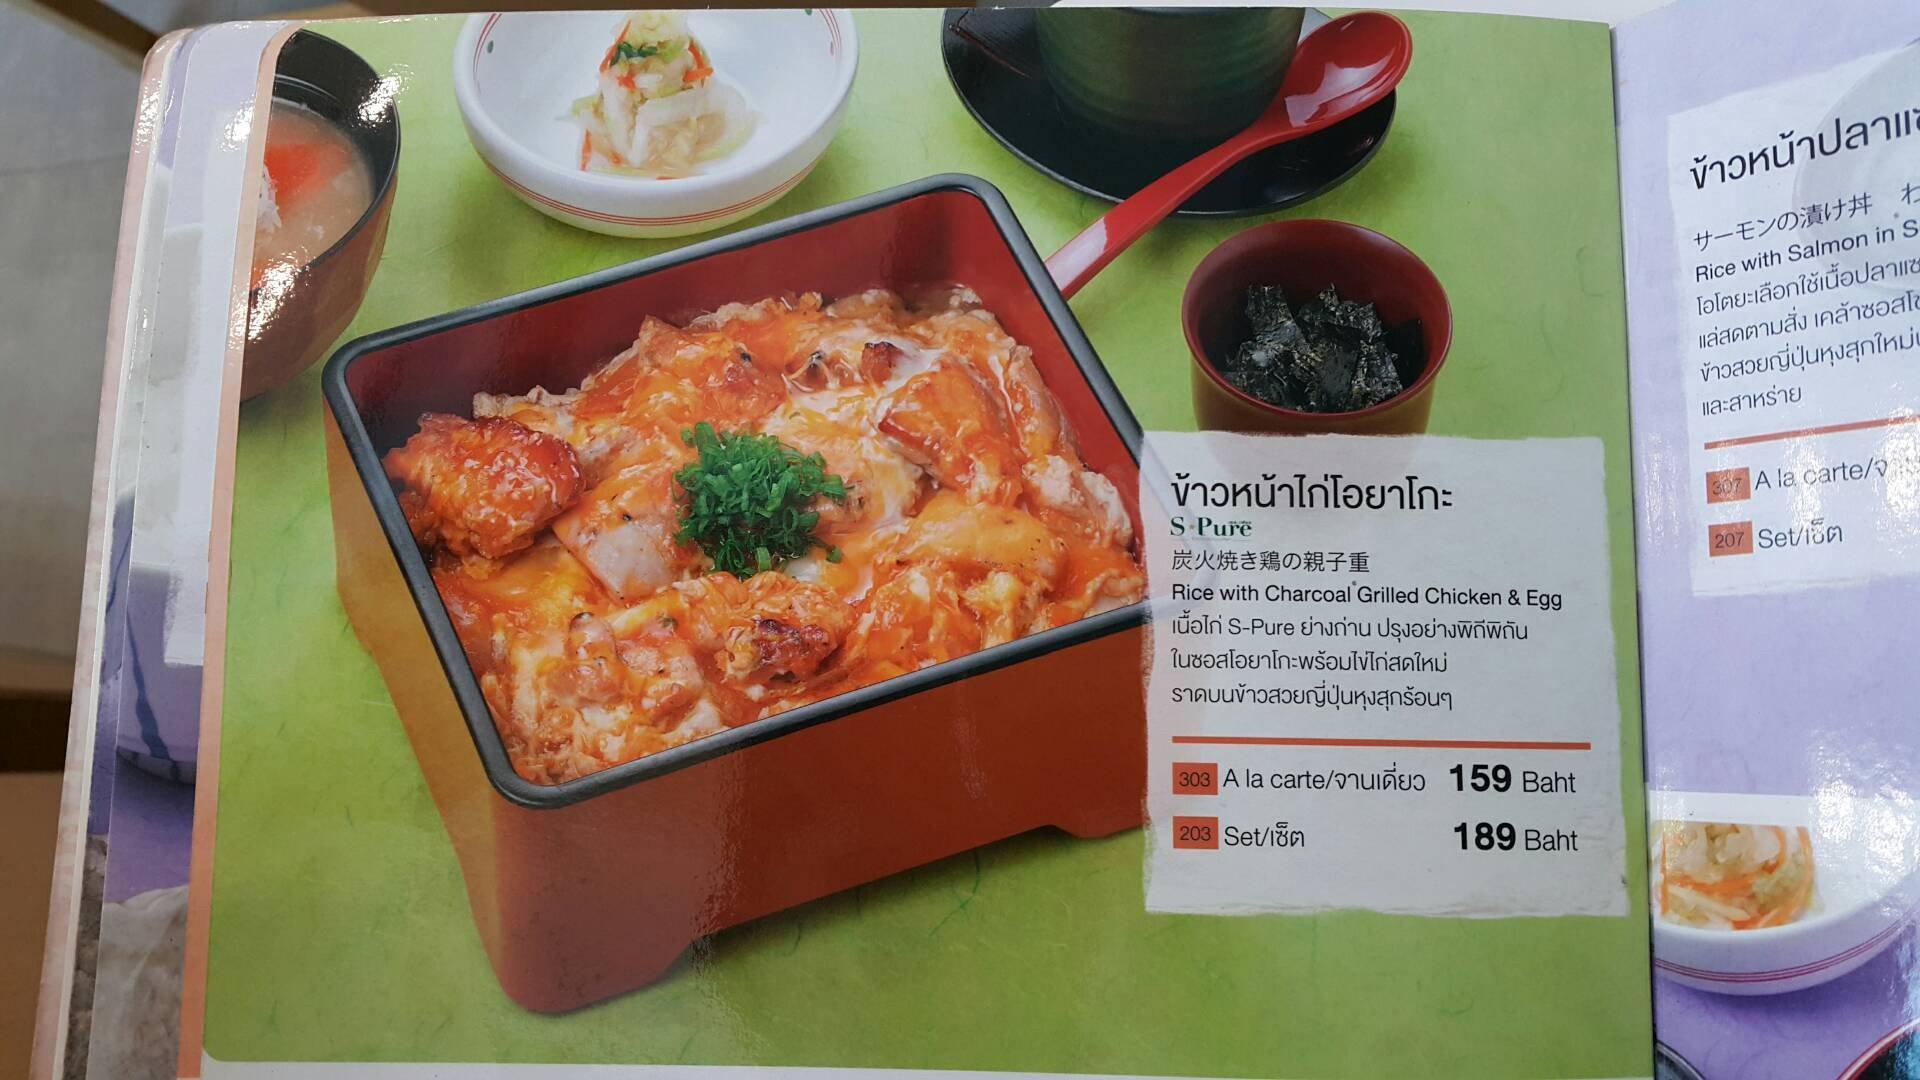 ข้าวหน้าไก่โอยาโกะ
S-Pure
炭火焼き鶏の親子重
Rice with Charcoal Grilled Chicken & Egg
เนื้อไก่ S-Pure ย่างถ่าน ปรุงอย่างพิถีพิถัน
ในซอสโอยาโกะพร้อมไข่ไก่สดใหม่
ราดบนข้าวสวยญี่ปุ่นหุงสุกร้อนๆ
303 A la carte/จานเดี่ยว 159 Baht
203 Set/เซ็ต 189 Baht
ข้าวหน้าปลา
サーモンの漬け丼 わ
Rice with Salmon in S
โอโตยะเลือกใช้เนื้อปลาแซ
แล่สดตามสั่ง เคล้าซอสโช
ข้าวสวยญี่ปุ่นหุงสุกใหม่
และสาหร่าย
307 A la carte/จ
207 Set/เซ็ต